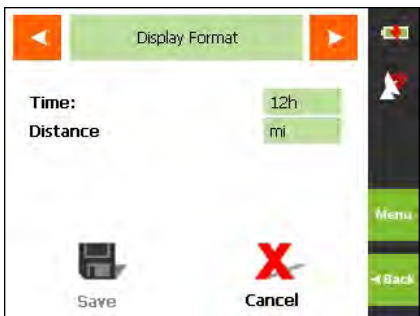 Display Format
Time: 12h
Distance mi
Menu
Back
Save Cancel